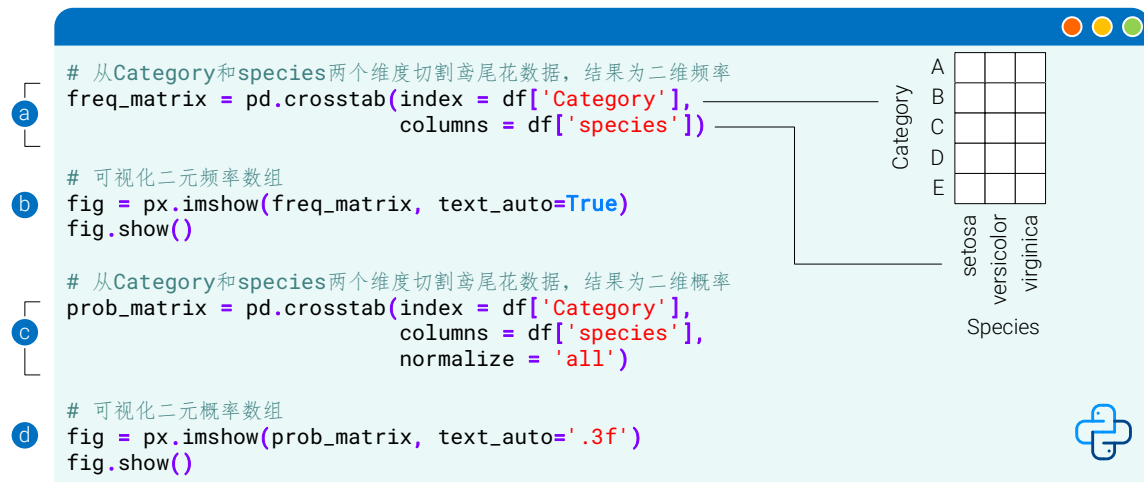 # 从Category和species两个维度切割鸢尾花数据，结果为二维频率
freq_matrix = pd.crosstab(index = df['Category'],
                          columns = df['species'])
a
# 可视化二元频率数组
b
fig = px.imshow(freq_matrix, text_auto=True)
fig.show()
# 从Category和species两个维度切割鸢尾花数据，结果为二维概率
prob_matrix = pd.crosstab(index = df['Category'],
                          columns = df['species'],
                          normalize = 'all')
c
# 可视化二元概率数组
d
fig = px.imshow(prob_matrix, text_auto='.3f')
fig.show()
Category
A
B
C
D
E
setosa
versicolor
virginica
Species